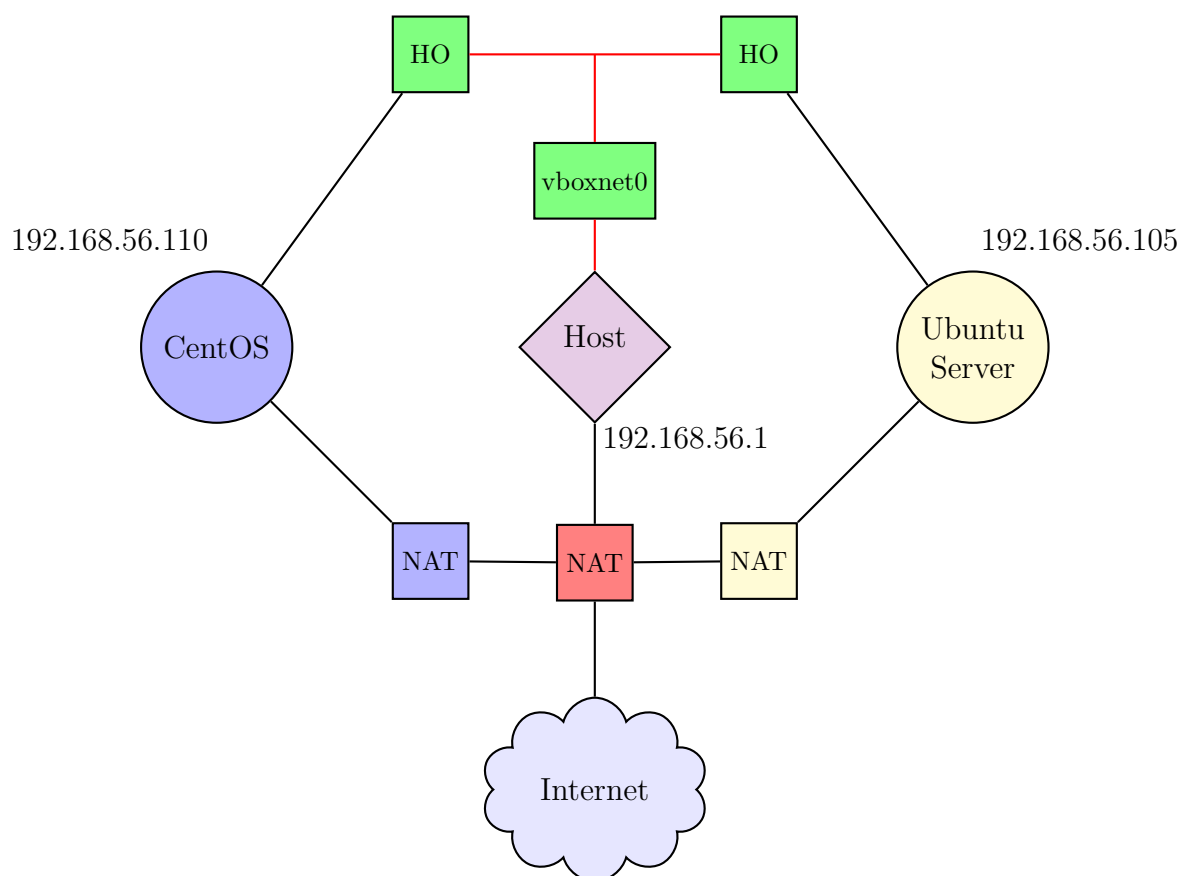 HO
HO
vboxnet0
192.168.56.110
192.168.56.105
CentOS
Host
Ubuntu
Server
192.168.56.1
NAT
NAT
NAT
Internet